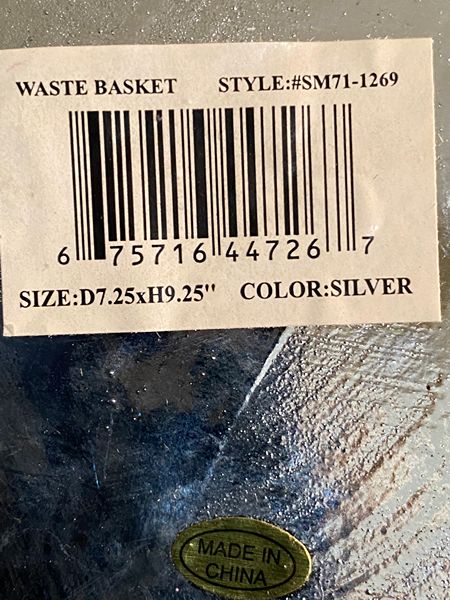 WASTE BASKET STYLE:#SM71-1269
6 75716 44726 7
SIZE:D7.25xH9.25" COLOR:SILVER
MADE IN
CHINA